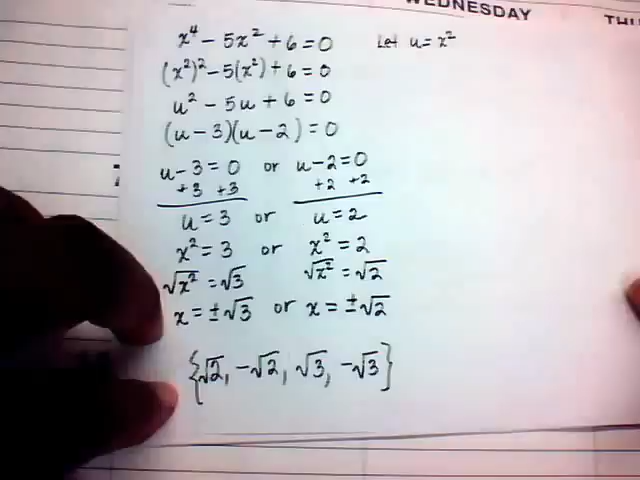 WEDNESDAY
x⁴ - 5x² + 6 = 0 Let u = x²
(x²)² - 5(x²) + 6 = 0
u² - 5u + 6 = 0
(u - 3)(u - 2) = 0
u - 3 = 0 or u - 2 = 0
+3 +3 +2 +2
u = 3 or u = 2
x² = 3 or x² = 2
√x² = √3 √x² = √2
x = ±√3 or x = ±√2
{√2, -√2, √3, -√3}